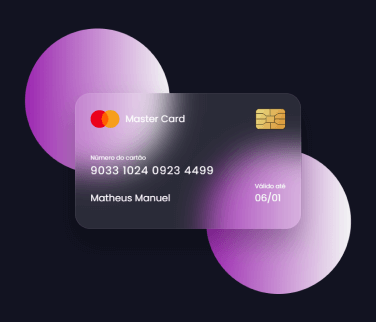 Master Card
Número do cartão
9033 1024 0923 4499
Matheus Manuel
Válido até
06/01